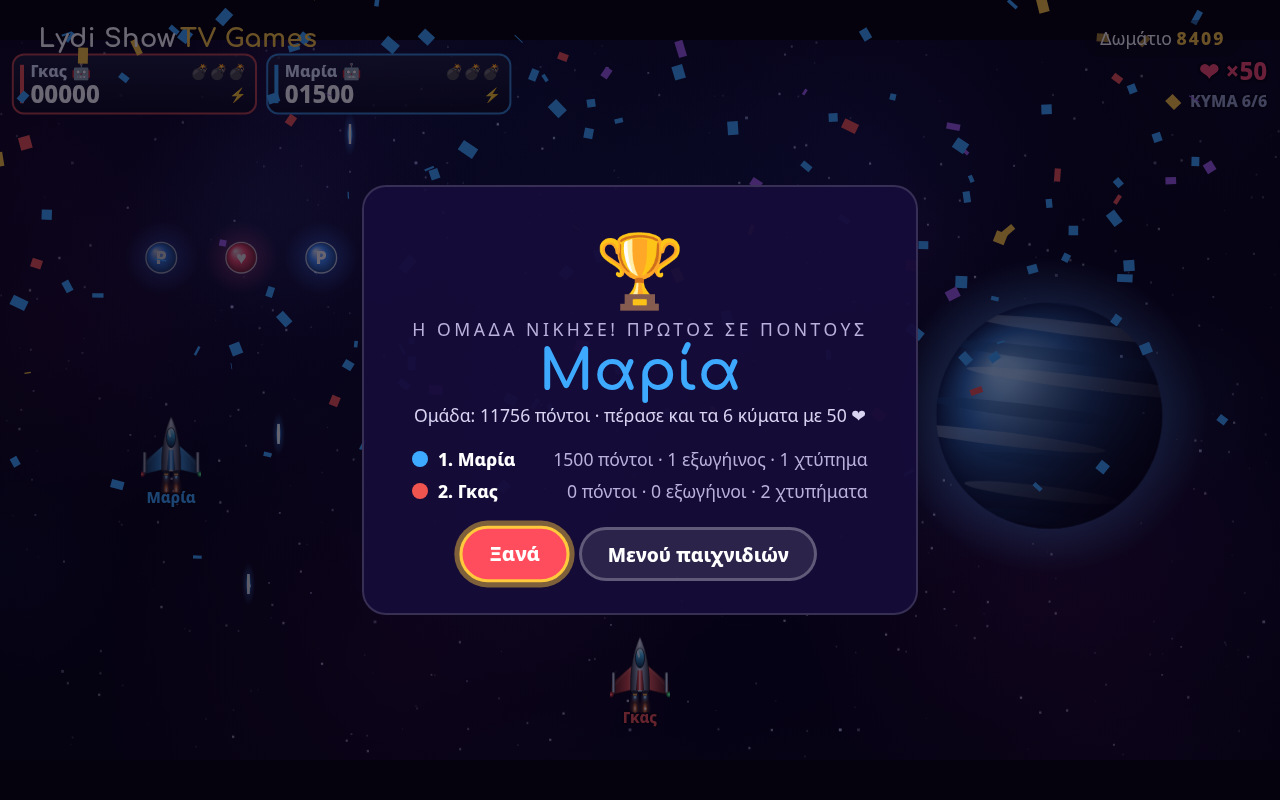 Lydi Show TV Games
Δωμάτιο 8409
Γκας
00000
Μαρία
01500
×50
ΚΥΜΑ 6/6
P
P
Η ΟΜΑΔΑ ΝΙΚΗΣΕ! ΠΡΩΤΟΣ ΣΕ ΠΟΝΤΟΥΣ
Μαρία
Ομάδα: 11756 πόντοι · πέρασε και τα 6 κύματα με 50 ❤
1. Μαρία 1500 πόντοι · 1 εξωγήινος · 1 χτύπημα
2. Γκας 0 πόντοι · 0 εξωγήινοι · 2 χτυπήματα
Μαρία
Ξανά
Μενού παιχνιδιών
Γκας